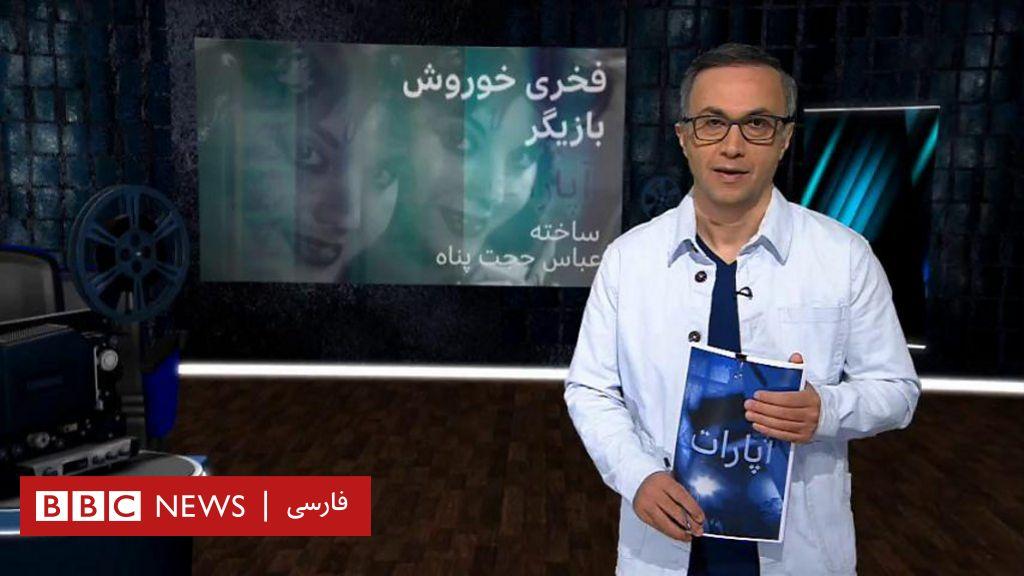 فخری خوروش
بازیگر
ساخته
عباس حجت پناه
آپارات
BBC NEWS | فارسی